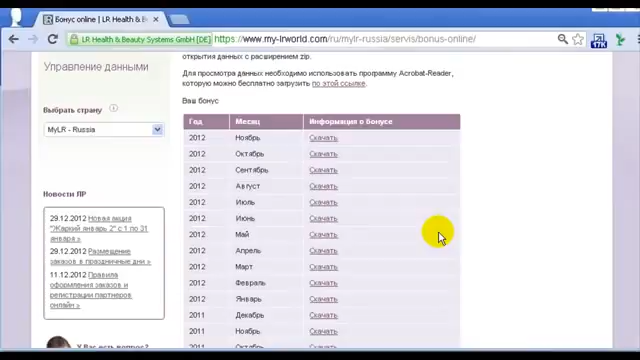 Бонус online | LR Health &
LR Health & Beauty Systems GmbH [DE]
https://www.my-lrworld.com/ru/mylr-russia/servis/bonus-online/
17K
Управление данными
Выбрать страну
MyLR - Russia
Новости ПР
29.12.2012 Новая акция
"Жаркий январь 2" с 1 по 31
января »
29.12.2012 Размещение
заказов в праздничные дни »
11.12.2012 Правила
оформления заказов и
регистрации партнеров
онлайн »
У Вас есть вопрос?
открытия данных с расширением zip.
Для просмотра данных необходимо использовать программу Acrobat-Reader,
которую можно бесплатно загрузить по этой ссылке.
Ваш бонус
Год Месяц Информация о бонусе
2012 Ноябрь Скачать
2012 Октябрь Скачать
2012 Сентябрь Скачать
2012 Август Скачать
2012 Июль Скачать
2012 Июнь Скачать
2012 Май Скачать
2012 Апрель Скачать
2012 Март Скачать
2012 Февраль Скачать
2012 Январь Скачать
2011 Декабрь Скачать
2011 Ноябрь Скачать
2011 Октябрь Скачать